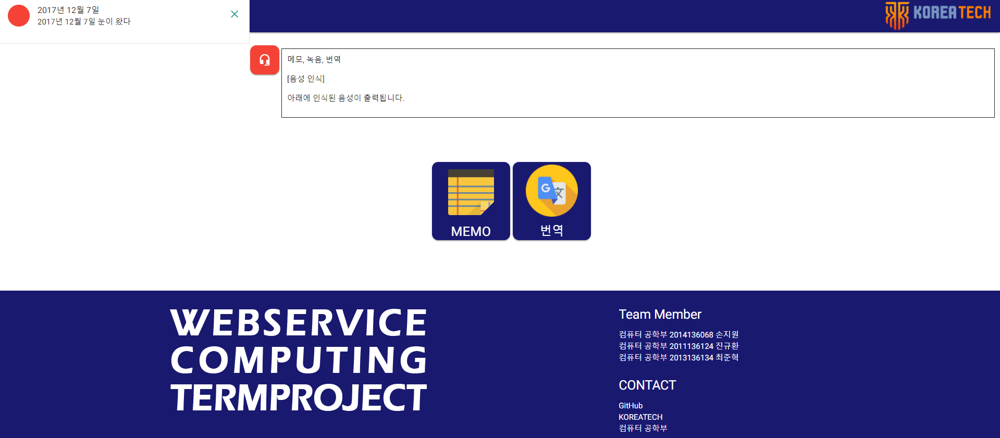 2017년 12월 7일
2017년 12월 7일 눈이 왔다
KOREATECH
메모, 녹음, 번역
[음성 인식]
아래에 인식된 음성이 출력됩니다.
MEMO
G 文
번역
WEBSERVICE
COMPUTING
TERMPROJECT
Team Member
컴퓨터 공학부 2014136068 손지원
컴퓨터 공학부 2011136124 진규환
컴퓨터 공학부 2013136134 최준혁
CONTACT
GitHub
KOREATECH
컴퓨터 공학부